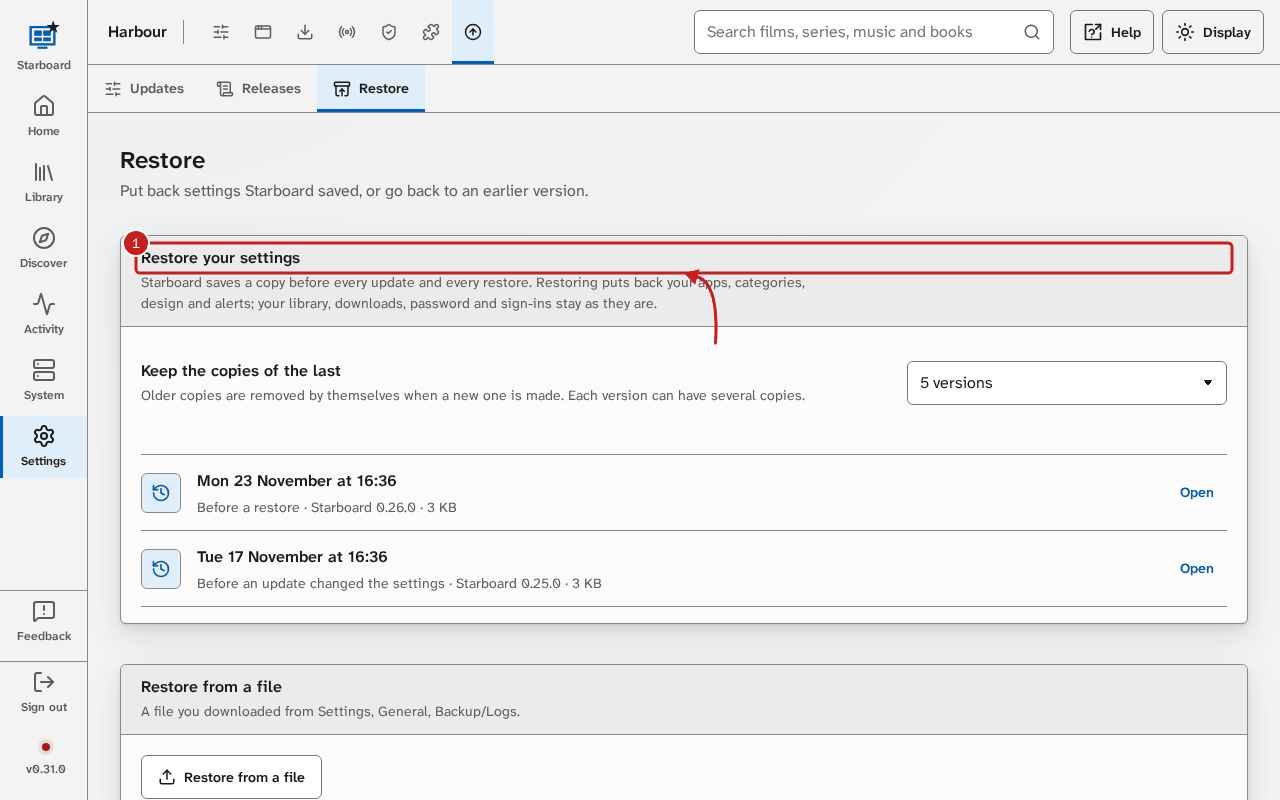 Starboard
Home
Library
Discover
Activity
System
Settings
Feedback
Sign out
v0.31.0
Harbour
Search films, series, music and books
Help
Display
Updates
Releases
Restore
Restore
Put back settings Starboard saved, or go back to an earlier version.
1
Restore your settings
Starboard saves a copy before every update and every restore. Restoring puts back your apps, categories,
design and alerts; your library, downloads, password and sign-ins stay as they are.
Keep the copies of the last
Older copies are removed by themselves when a new one is made. Each version can have several copies.
5 versions
Mon 23 November at 16:36
Before a restore · Starboard 0.26.0 · 3 KB
Open
Tue 17 November at 16:36
Before an update changed the settings · Starboard 0.25.0 · 3 KB
Open
Restore from a file
A file you downloaded from Settings, General, Backup/Logs.
Restore from a file